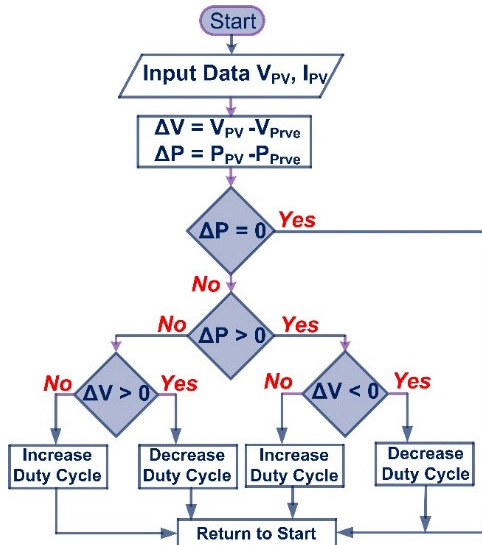 Start
Input Data V_PV, I_PV
ΔV = V_PV -V_Prve
ΔP = P_PV -P_Prve
ΔP = 0
Yes
No
No
ΔP > 0
Yes
No
ΔV > 0
Yes
No
ΔV < 0
Yes
Increase
Duty Cycle
Decrease
Duty Cycle
Increase
Duty Cycle
Decrease
Duty Cycle
Return to Start